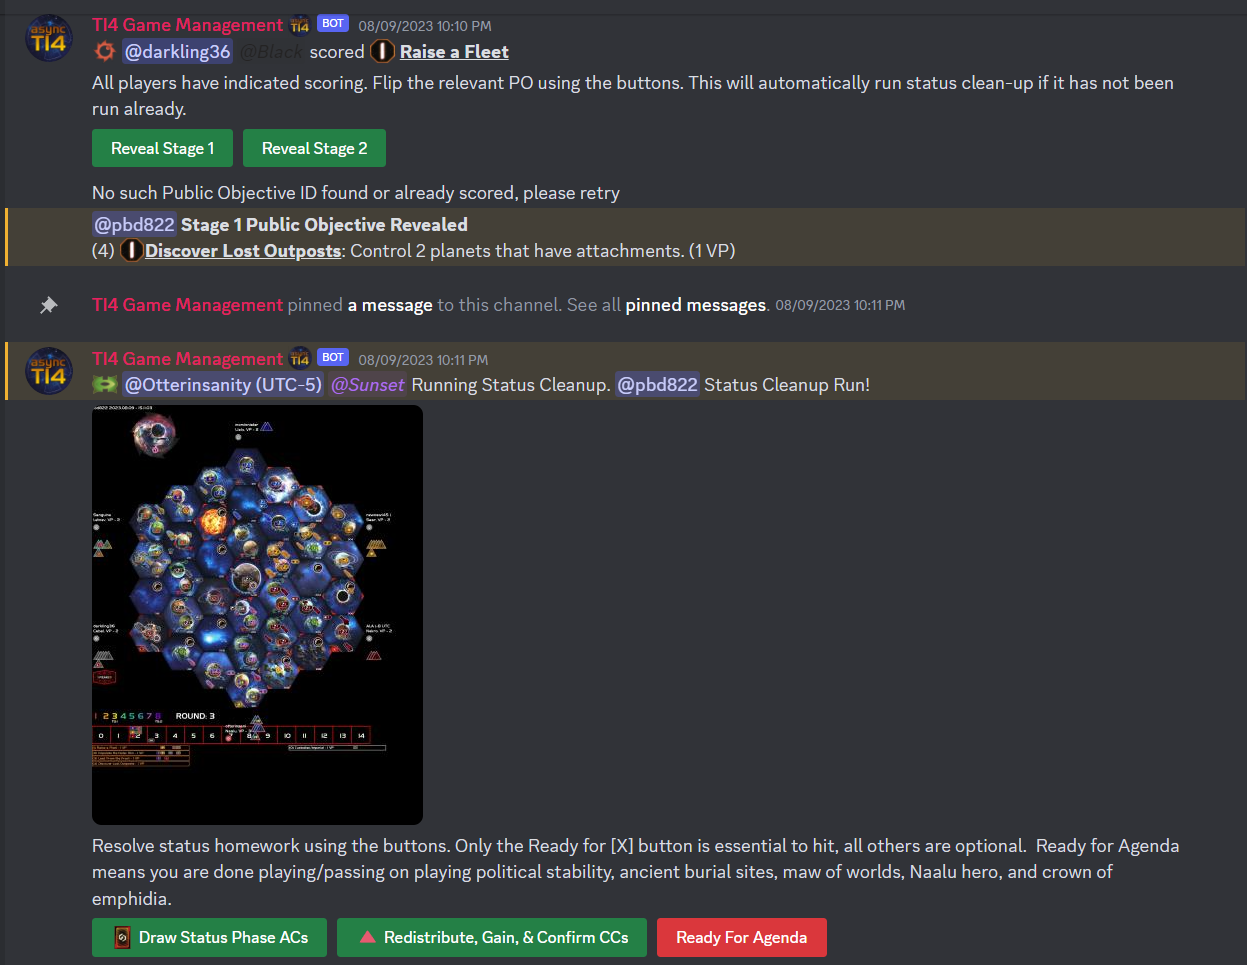 TI4 Game Management BOT 08/09/2023 10:10 PM
@darkling36 @Black scored Raise a Fleet
All players have indicated scoring. Flip the relevant PO using the buttons. This will automatically run status clean-up if it has not been
run already.
Reveal Stage 1 Reveal Stage 2
No such Public Objective ID found or already scored, please retry
@pbd822 Stage 1 Public Objective Revealed
(4) Discover Lost Outposts: Control 2 planets that have attachments. (1 VP)
TI4 Game Management pinned a message to this channel. See all pinned messages. 08/09/2023 10:11 PM
async
TI4
TI4 Game Management BOT 08/09/2023 10:11 PM
@Otterinsanity (UTC-5) @Sunset Running Status Cleanup. @pbd822 Status Cleanup Run!
1 2 3 4 5 6 7 8 ROUND: 3
0 1 2 3 4 5 6 8 9 10 11 12 13 14
Resolve status homework using the buttons. Only the Ready for [X] button is essential to hit, all others are optional. Ready for Agenda
means you are done playing/passing on playing political stability, ancient burial sites, maw of worlds, Naalu hero, and crown of
emphidia.
Draw Status Phase ACs Redistribute, Gain, & Confirm CCs Ready For Agenda